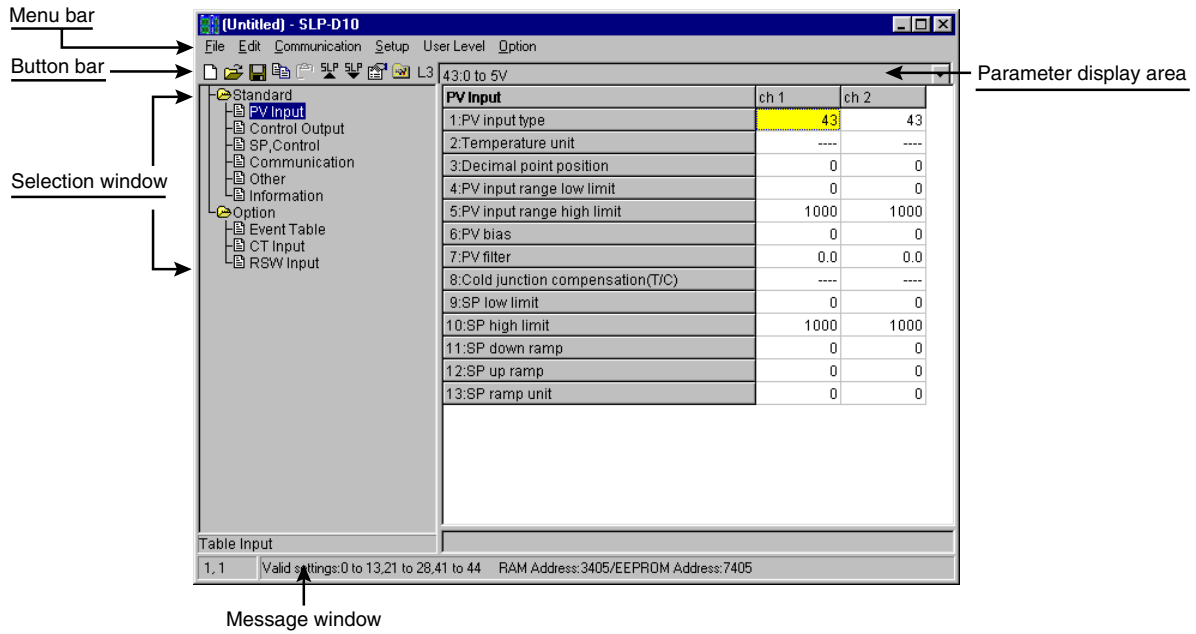 Menu bar
(Untitled) - SLP-D10
File Edit Communication Setup User Level Option
Button bar
SLP SLP L3
43:0 to 5V
Parameter display area
Standard
PV Input
Control Output
SP,Control
Communication
Other
Information
Option
Event Table
CT Input
RSW Input
Selection window
PV Input ch 1 ch 2
1:PV input type 43 43
2:Temperature unit ---- ----
3:Decimal point position 0 0
4:PV input range low limit 0 0
5:PV input range high limit 1000 1000
6:PV bias 0 0
7:PV filter 0.0 0.0
8:Cold junction compensation(T/C) ---- ----
9:SP low limit 0 0
10:SP high limit 1000 1000
11:SP down ramp 0 0
12:SP up ramp 0 0
13:SP ramp unit 0 0
Table Input
1, 1 Valid settings:0 to 13,21 to 28,41 to 44 RAM Address:3405/EEPROM Address:7405
Message window